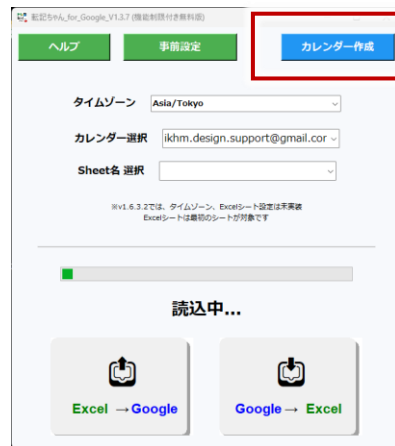 転記ちゃん_for_Google_V1.3.7 (機能制限付き無料版)
ヘルプ 事前設定 カレンダー作成
タイムゾーン Asia/Tokyo
カレンダー選択 ikhm.design.support@gmail.cor
Sheet名 選択
※v1.6.3.2では、タイムゾーン、Excelシート設定は未実装
Excelシートは最初のシートが対象です
読込中...
Excel →Google Google→ Excel